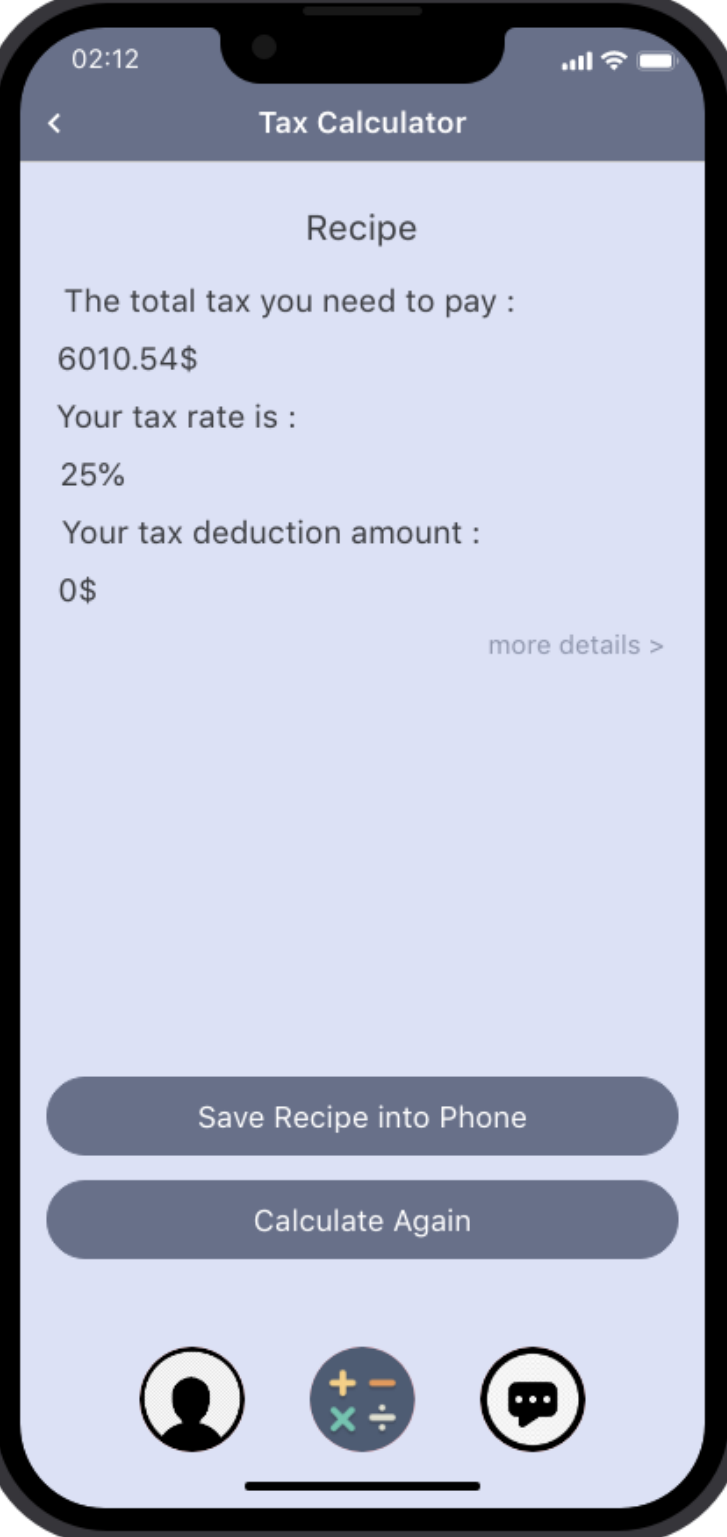 02:12
< Tax Calculator
Recipe
The total tax you need to pay :
6010.54$
Your tax rate is :
25%
Your tax deduction amount :
0$
more details >
Save Recipe into Phone
Calculate Again